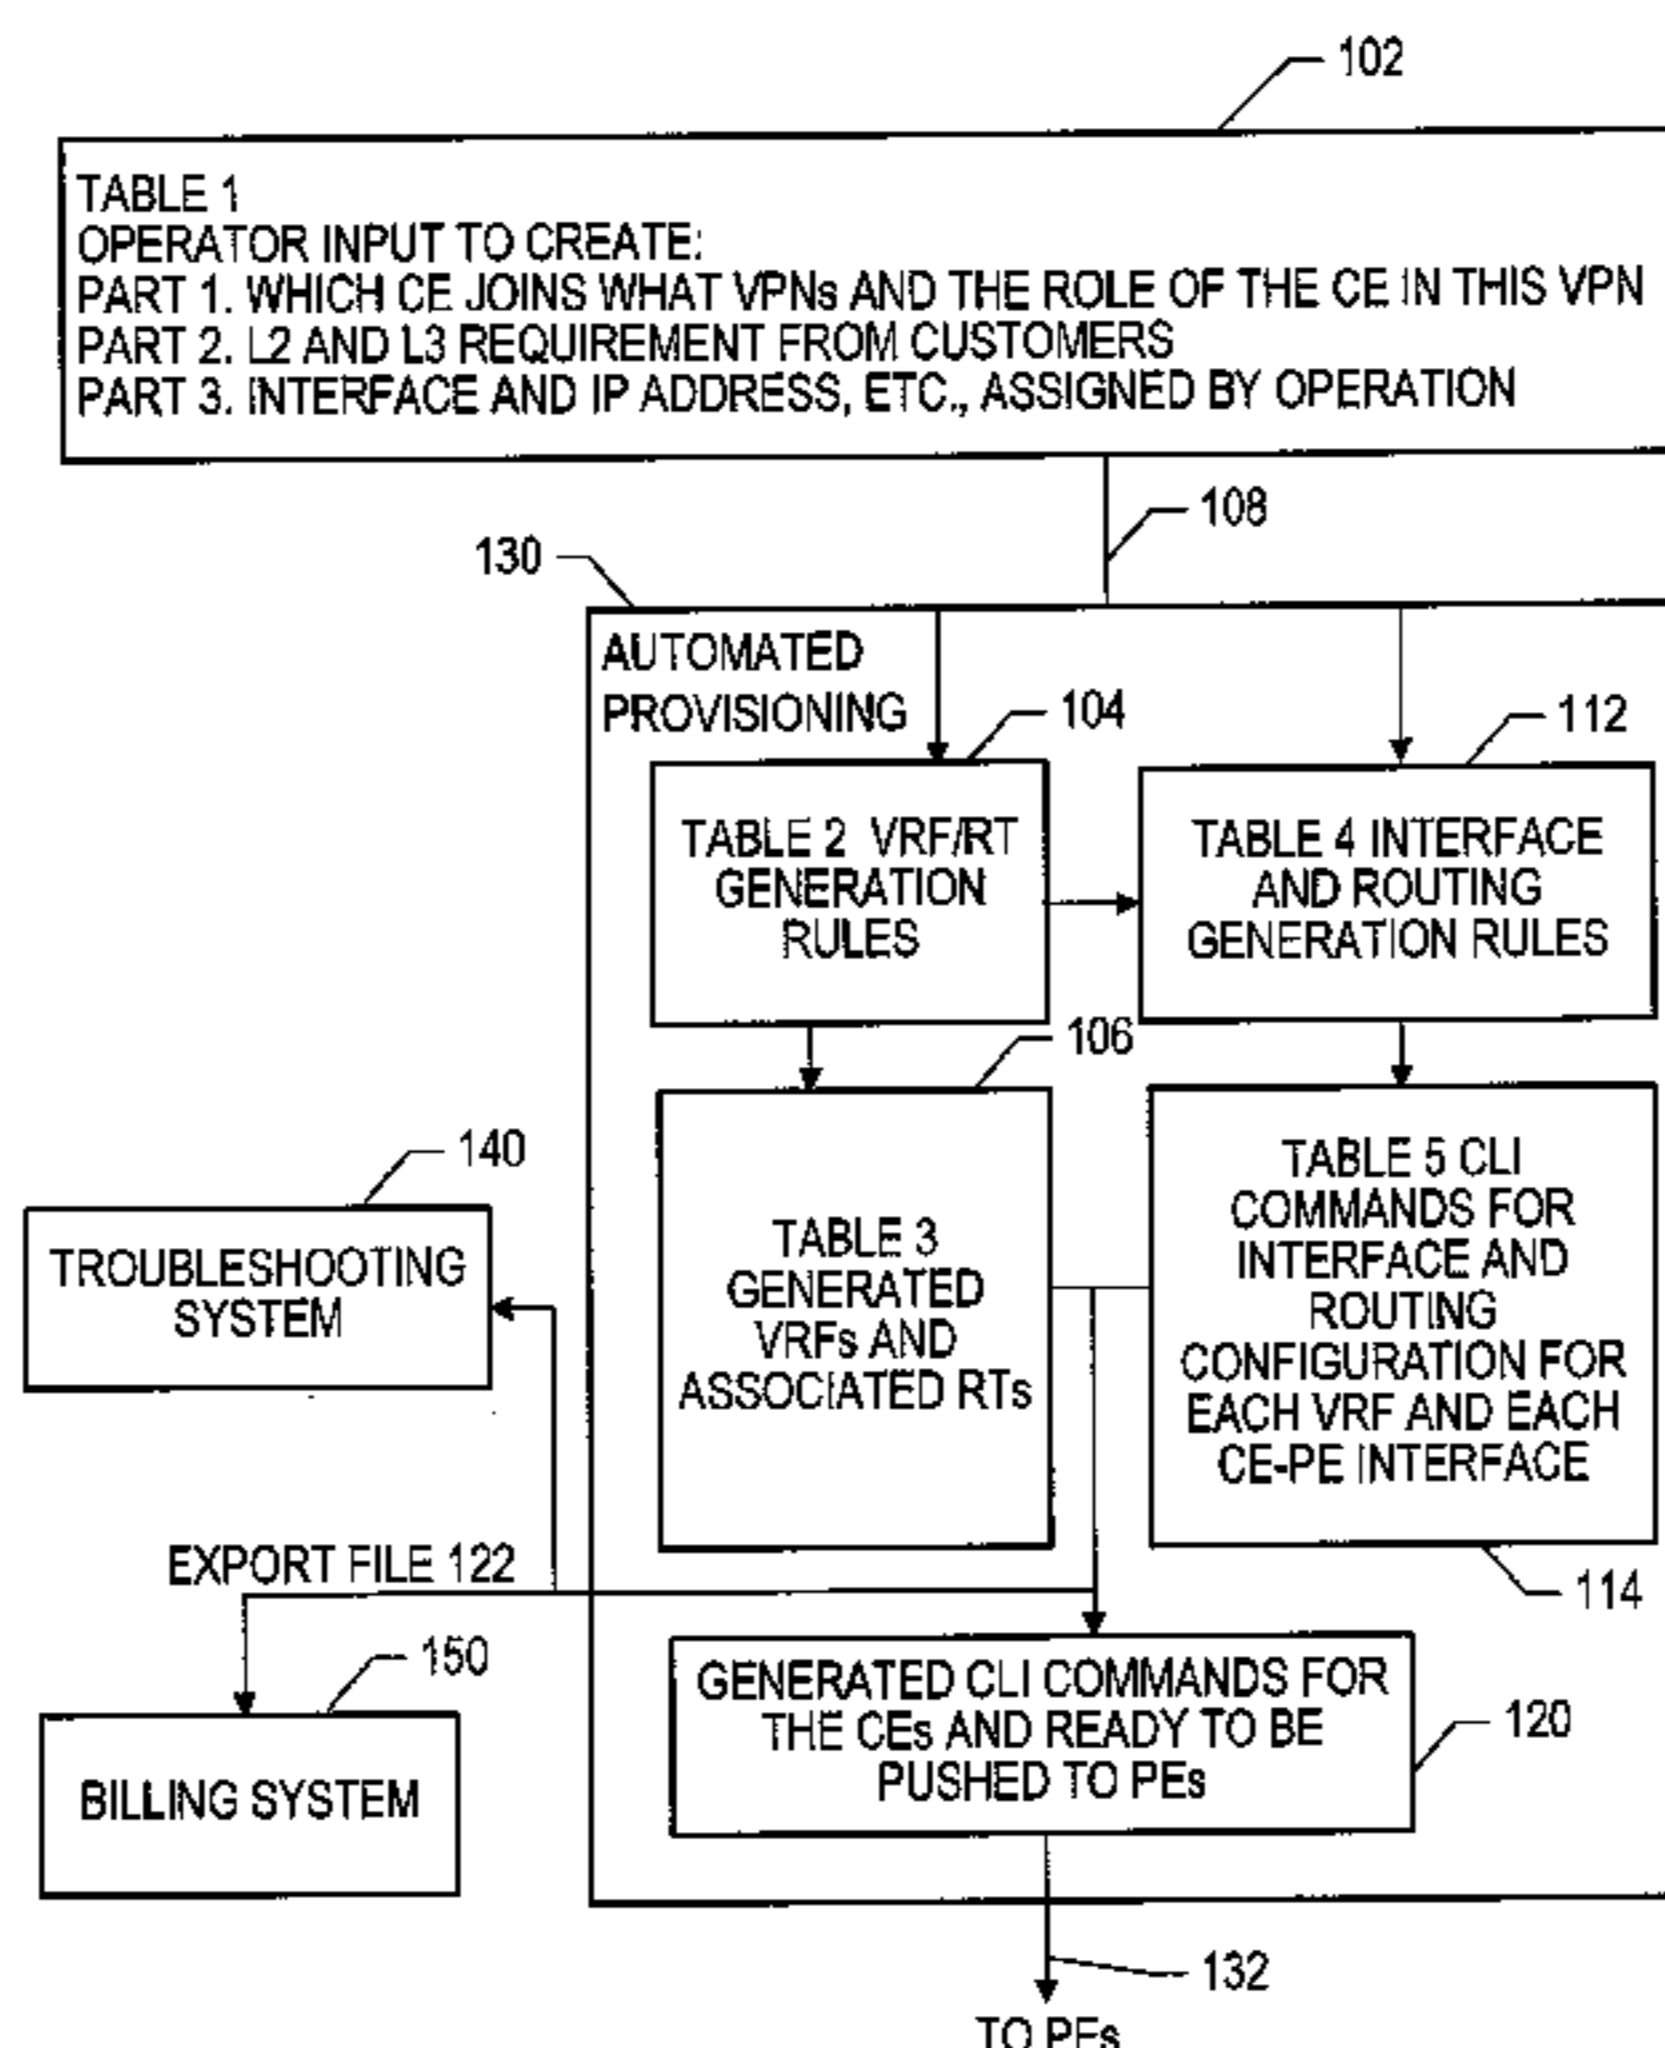 102
TABLE 1
OPERATOR INPUT TO CREATE:
PART 1. WHICH CE JOINS WHAT VPNs AND THE ROLE OF THE CE IN THIS VPN
PART 2. L2 AND L3 REQUIREMENT FROM CUSTOMERS
PART 3. INTERFACE AND IP ADDRESS, ETC., ASSIGNED BY OPERATION
108
130
AUTOMATED
PROVISIONING
104
112
TABLE 2 VRF/RT
GENERATION
RULES
TABLE 4 INTERFACE
AND ROUTING
GENERATION RULES
106
140
TROUBLESHOOTING
SYSTEM
TABLE 3
GENERATED
VRFs AND
ASSOCIATED RTs
TABLE 5 CLI
COMMANDS FOR
INTERFACE AND
ROUTING
CONFIGURATION FOR
EACH VRF AND EACH
CE-PE INTERFACE
EXPORT FILE 122
114
150
BILLING SYSTEM
GENERATED CLI COMMANDS FOR
THE CEs AND READY TO BE
PUSHED TO PEs
120
132
TO PEs